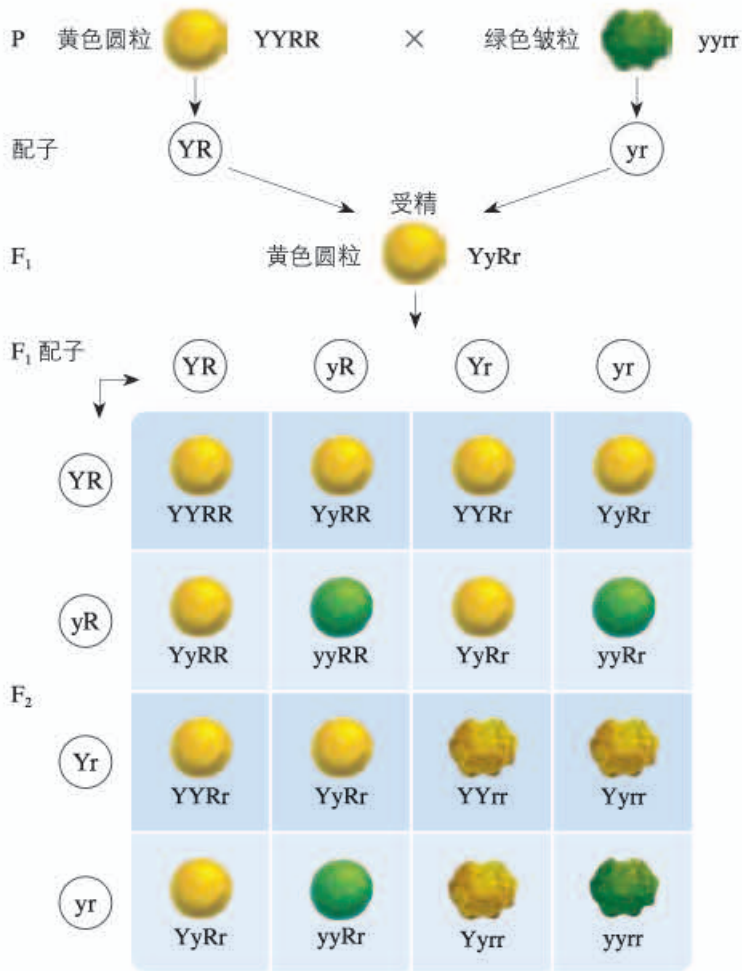 P 黄色圆粒 YYRR × 绿色皱粒 yyrr
配子 YR yr
受精
F₁ 黄色圆粒 YyRr
F₁ 配子 YR yR Yr yr
YR
YYRR YyRR YYRr YyRr
yR
YyRR yyRR YyRr yyRr
F₂
Yr
YYRr YyRr YYrr Yyrr
yr
YyRr yyRr Yyrr yyrr